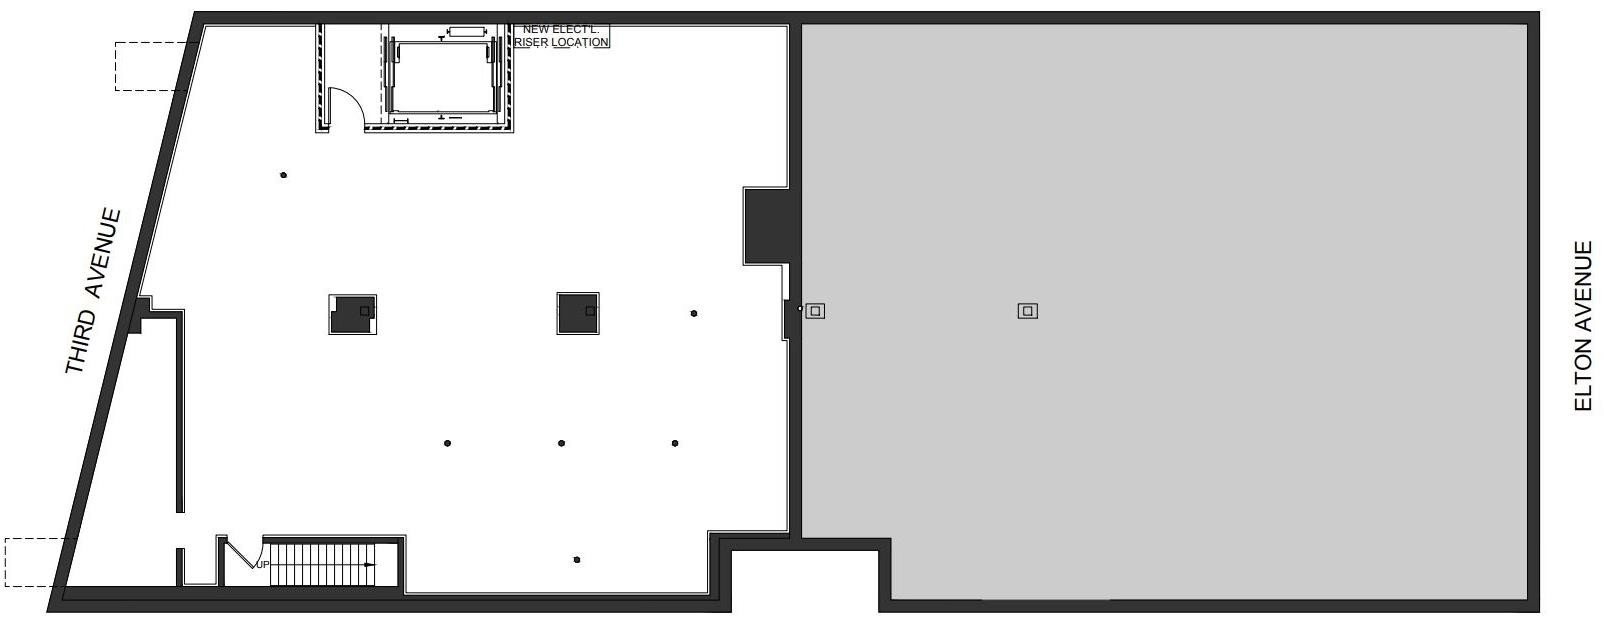 NEW ELECT'L.
RISER LOCATION
THIRD AVENUE
ELTON AVENUE
UP